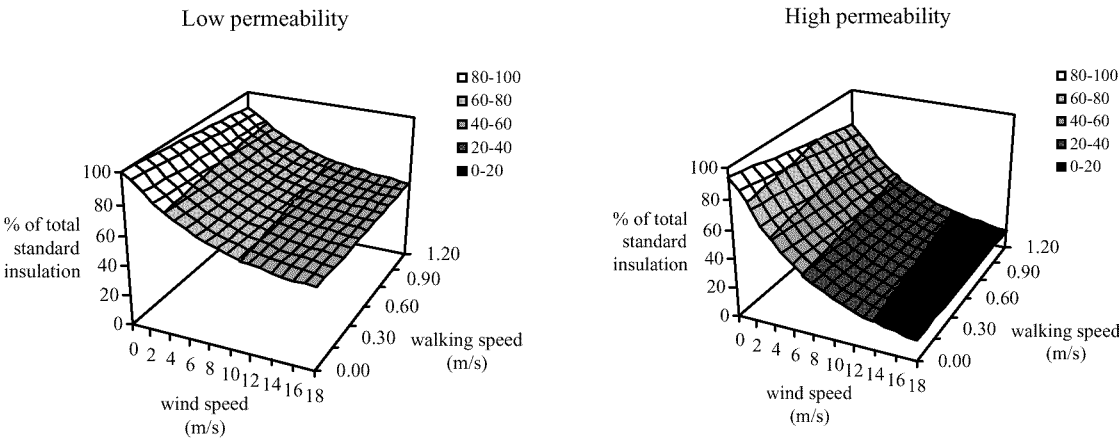 Low permeability
80-100
60-80
40-60
20-40
0-20
100
80
60
40
20
0
% of total
standard
insulation
0 2 4 6 8 10 12 14 16 18
wind speed
(m/s)
0.00
0.30
0.60
0.90
1.20
walking speed
(m/s)
High permeability
80-100
60-80
40-60
20-40
0-20
100
80
60
40
20
0
% of total
standard
insulation
0 2 4 6 8 10 12 14 16 18
wind speed
(m/s)
0.00
0.30
0.60
0.90
1.20
walking speed
(m/s)